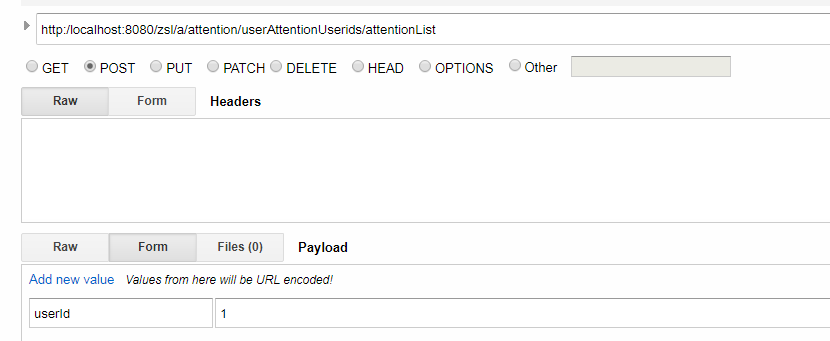 http:/localhost:8080/zsl/a/attention/userAttentionUserids/attentionList
GET POST PUT PATCH DELETE HEAD OPTIONS Other
Raw Form Headers
Raw Form Files (0) Payload
Add new value Values from here will be URL encoded!
userId 1